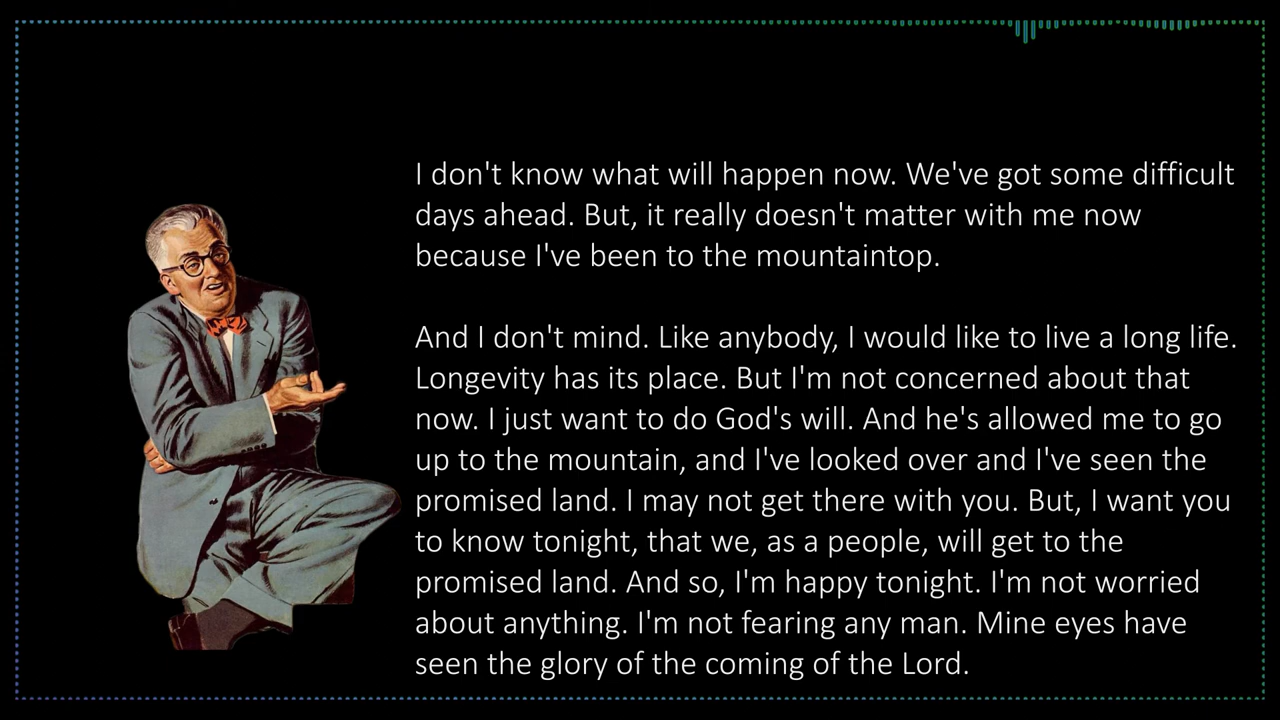 I don't know what will happen now. We've got some difficult
days ahead. But, it really doesn't matter with me now
because I've been to the mountaintop.
And I don't mind. Like anybody, I would like to live a long life.
Longevity has its place. But I'm not concerned about that
now. I just want to do God's will. And he's allowed me to go
up to the mountain, and I've looked over and I've seen the
promised land. I may not get there with you. But, I want you
to know tonight, that we, as a people, will get to the
promised land. And so, I'm happy tonight. I'm not worried
about anything. I'm not fearing any man. Mine eyes have
seen the glory of the coming of the Lord.